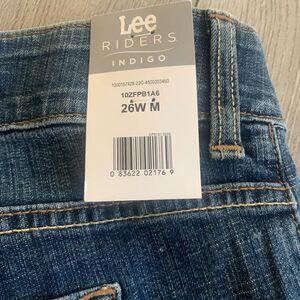 Lee
RIDERS
INDIGO
10ZFPB1A6
26W M
0 83622 02176 9